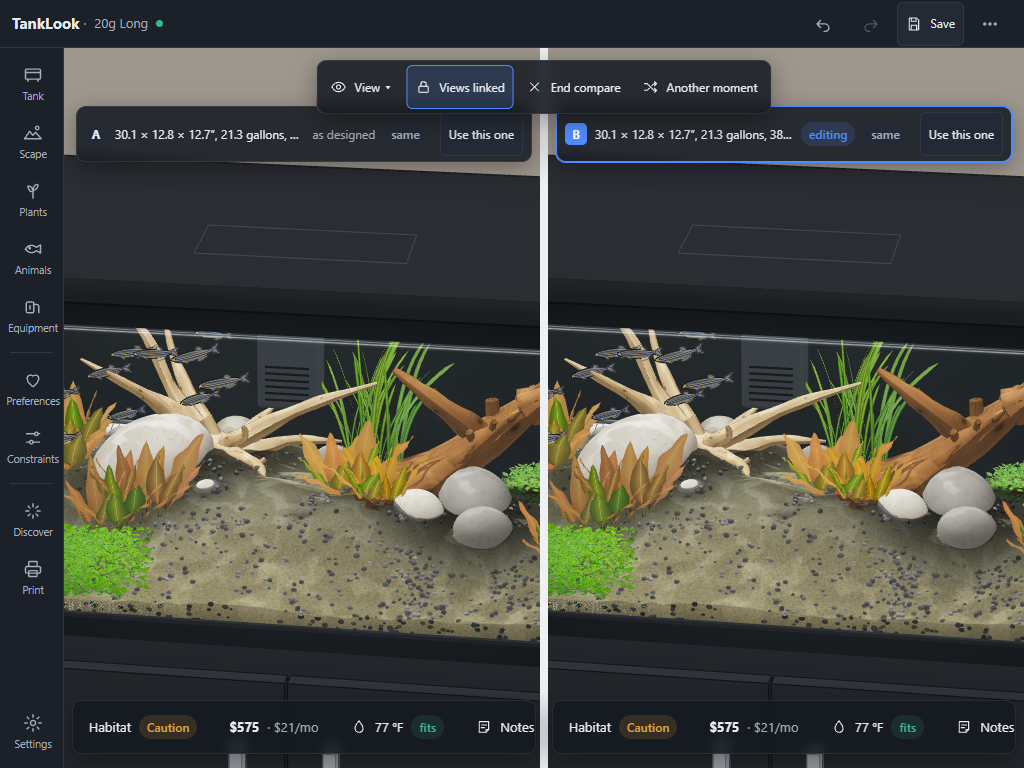 TankLook · 20g Long
Save
View
Views linked
End compare
Another moment
A 30.1 × 12.8 × 12.7", 21.3 gallons, ... as designed same Use this one
B 30.1 × 12.8 × 12.7", 21.3 gallons, 38... editing same Use this one
Tank
Scape
Plants
Animals
Equipment
Preferences
Constraints
Discover
Print
Settings
Habitat Caution $575 · $21/mo 77 °F fits Notes
Habitat Caution $575 · $21/mo 77 °F fits Notes